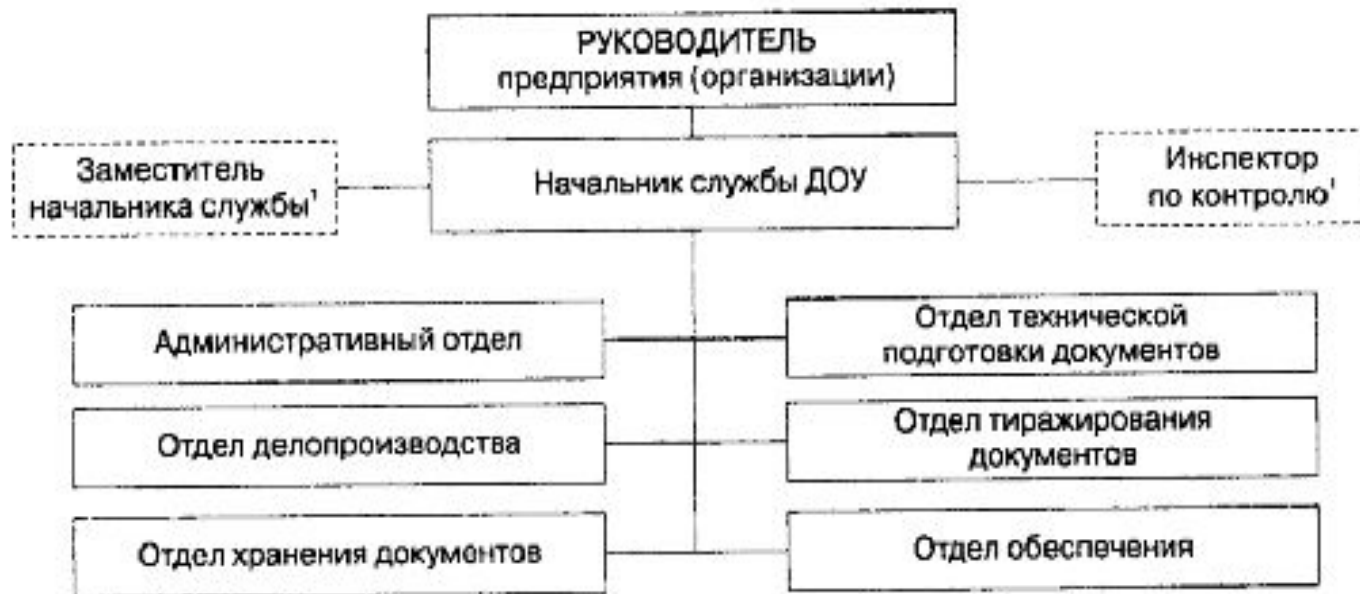 РУКОВОДИТЕЛЬ
предприятия (организации)
Заместитель
начальника службы¹
Начальник службы ДОУ
Инспектор
по контролю¹
Административный отдел
Отдел технической
подготовки документов
Отдел делопроизводства
Отдел тиражирования
документов
Отдел хранения документов
Отдел обеспечения